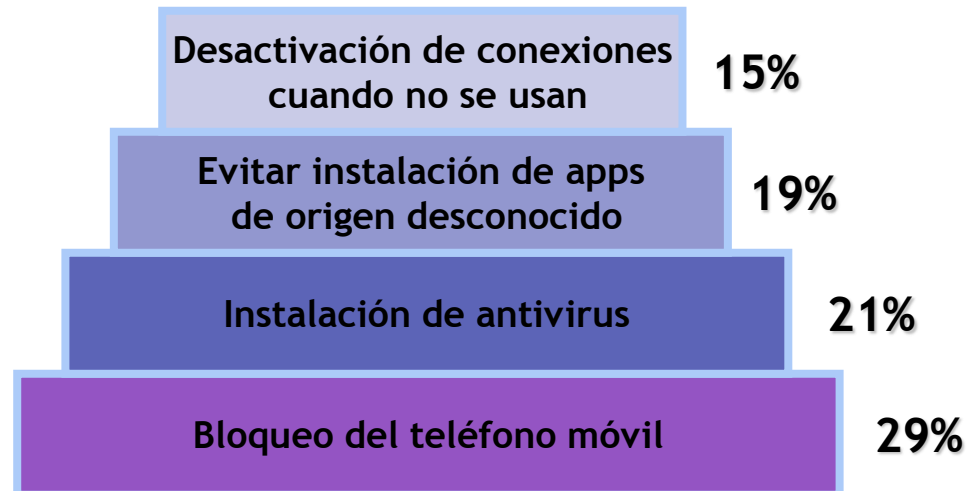 Desactivación de conexiones
cuando no se usan
15%
Evitar instalación de apps
de origen desconocido
19%
Instalación de antivirus
21%
Bloqueo del teléfono móvil
29%